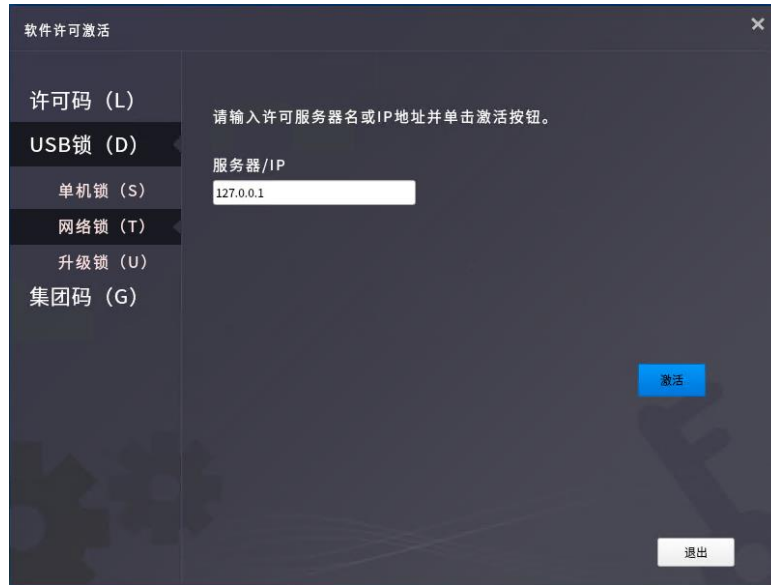 软件许可激活
许可码（L）
USB锁（D）
单机锁（S）
网络锁（T）
升级锁（U）
集团码（G）
请输入许可服务器名或IP地址并单击激活按钮。
服务器/IP
127.0.0.1
激活
退出